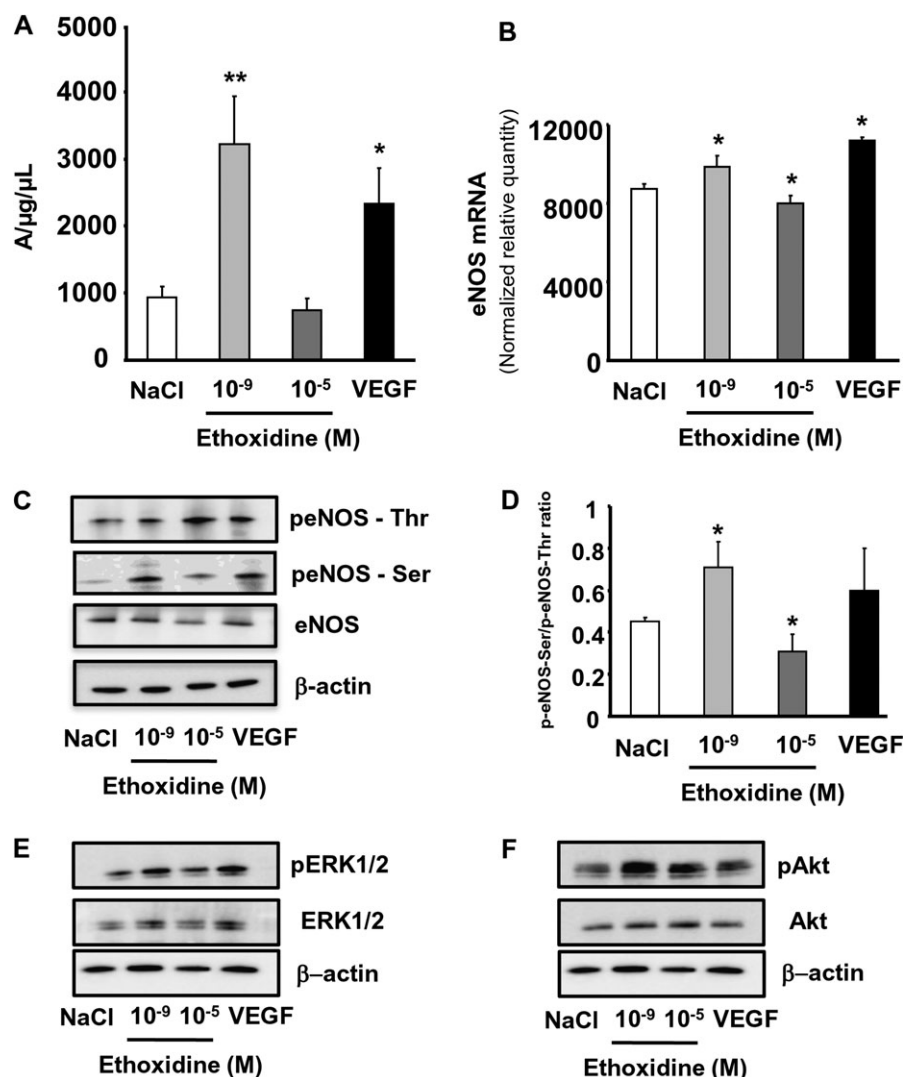 A
5000
4000
3000
2000
1000
0
A/µg/µL
**
*
NaCl 10-9 10-5 VEGF
Ethoxidine (M)
B
12000
8000
4000
0
eNOS mRNA
(Normalized relative quantity)
*
*
*
NaCl 10-9 10-5 VEGF
Ethoxidine (M)
C
peNOS - Thr
peNOS - Ser
eNOS
β-actin
NaCl 10-9 10-5 VEGF
Ethoxidine (M)
D
1
0.8
0.6
0.4
0.2
0
p-eNOS-Ser/p-eNOS-Thr ratio
*
*
NaCl 10-9 10-5 VEGF
Ethoxidine (M)
E
pERK1/2
ERK1/2
β–actin
NaCl 10-9 10-5 VEGF
Ethoxidine (M)
F
pAkt
Akt
β–actin
NaCl 10-9 10-5 VEGF
Ethoxidine (M)